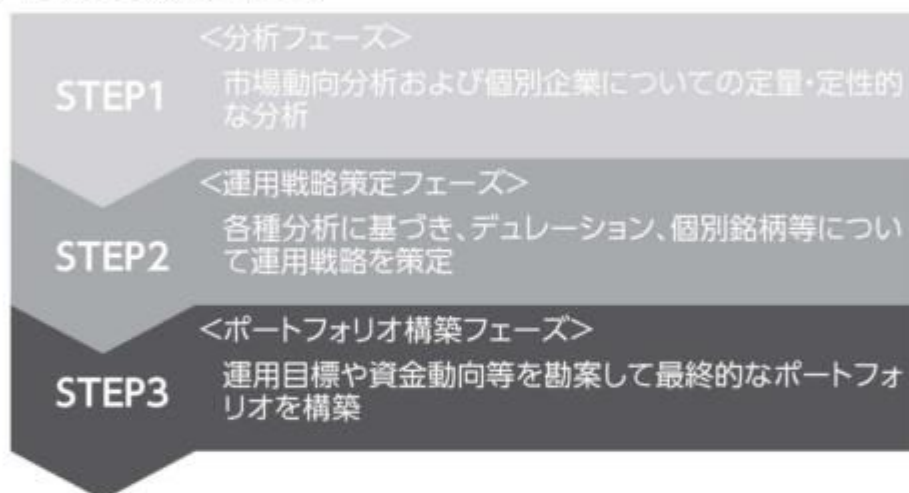 <分析フェーズ>
STEP1
市場動向分析および個別企業についての定量・定性的
な分析
<運用戦略策定フェーズ>
STEP2
各種分析に基づき、デュレーション、個別銘柄等につい
て運用戦略を策定
<ポートフォリオ構築フェーズ>
STEP3
運用目標や資金動向等を勘案して最終的なポートフォ
リオを構築